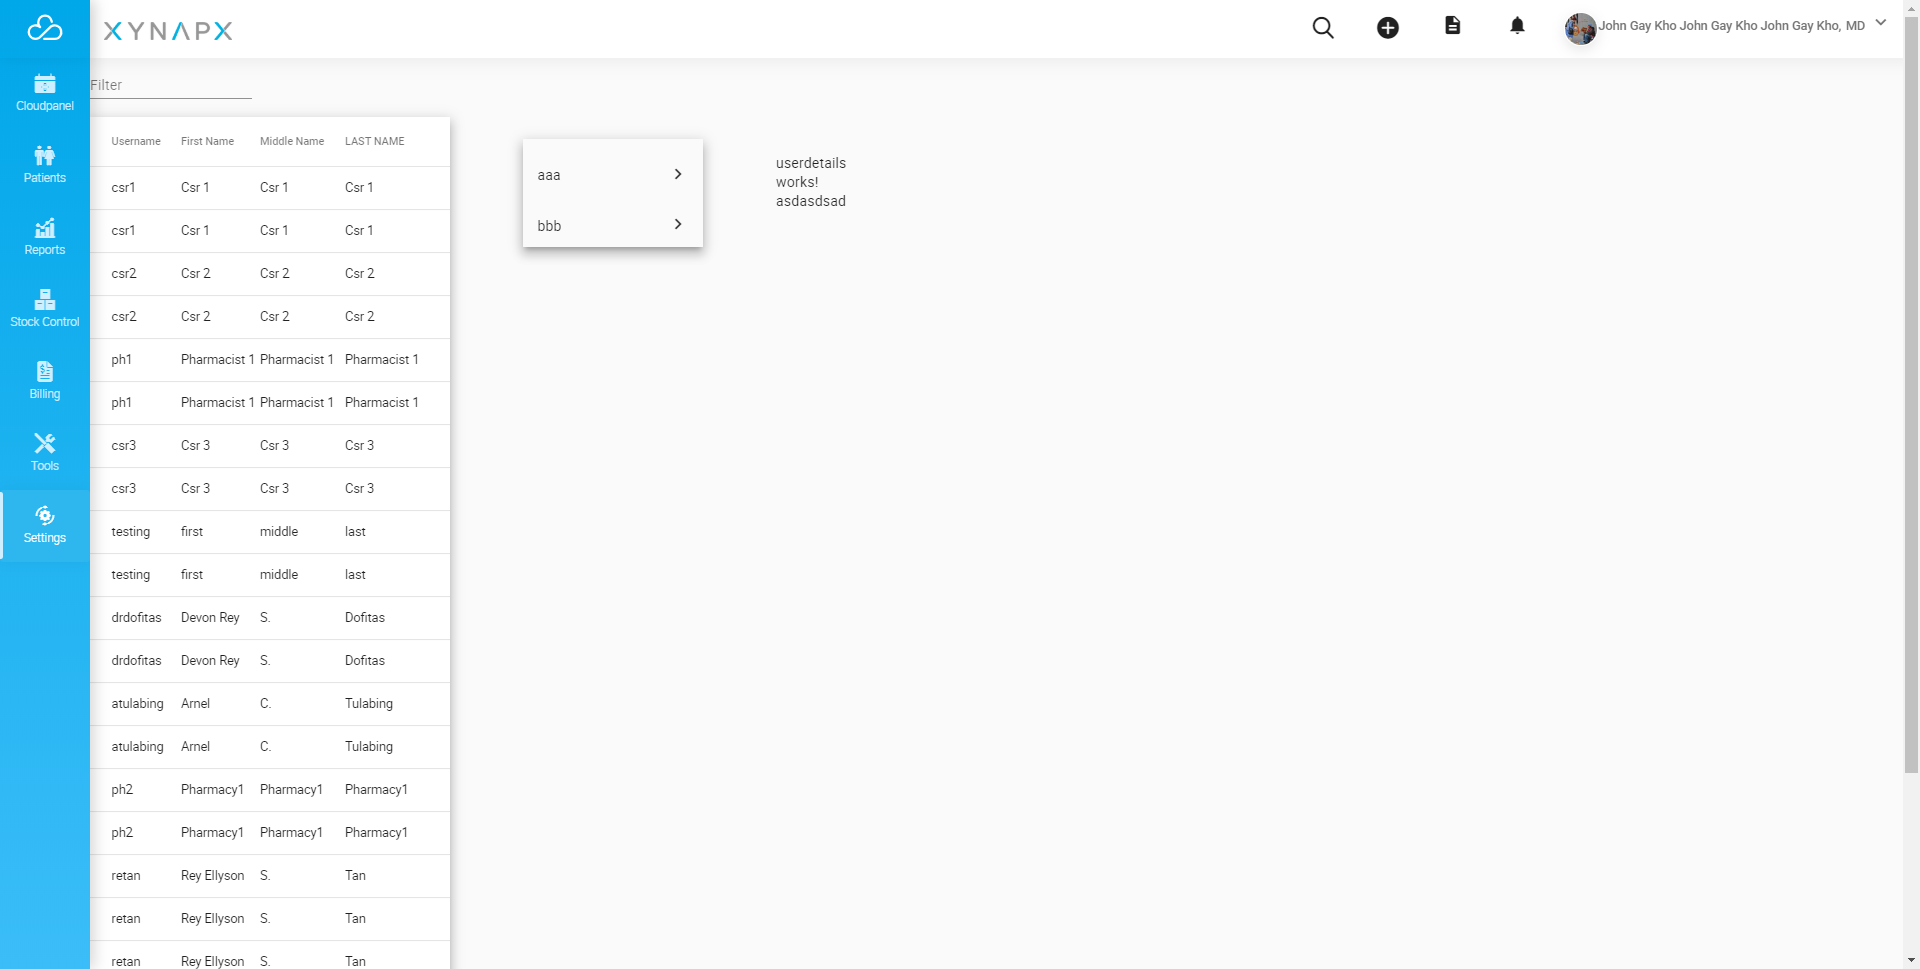 XYNAPX
John Gay Kho John Gay Kho John Gay Kho, MD
Cloudpanel
Patients
Reports
Stock Control
Billing
Tools
Settings
Filter
Username First Name Middle Name LAST NAME
csr1 Csr 1 Csr 1 Csr 1
csr1 Csr 1 Csr 1 Csr 1
csr2 Csr 2 Csr 2 Csr 2
csr2 Csr 2 Csr 2 Csr 2
ph1 Pharmacist 1 Pharmacist 1 Pharmacist 1
ph1 Pharmacist 1 Pharmacist 1 Pharmacist 1
csr3 Csr 3 Csr 3 Csr 3
csr3 Csr 3 Csr 3 Csr 3
testing first middle last
testing first middle last
drdofitas Devon Rey S. Dofitas
drdofitas Devon Rey S. Dofitas
atulabing Arnel C. Tulabing
atulabing Arnel C. Tulabing
ph2 Pharmacy1 Pharmacy1 Pharmacy1
ph2 Pharmacy1 Pharmacy1 Pharmacy1
retan Rey Ellyson S. Tan
retan Rey Ellyson S. Tan
retan Rey Ellyson S. Tan
aaa
bbb
userdetails
works!
asdasdsad